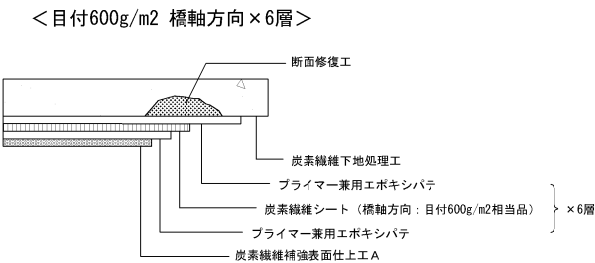 ＜目付600g/m2 橋軸方向×6層＞
断面修復工
炭素繊維下地処理工
プライマー兼用エポキシパテ
炭素繊維シート（橋軸方向：目付600g/m2相当品）
×6層
プライマー兼用エポキシパテ
炭素繊維補強表面仕上工A